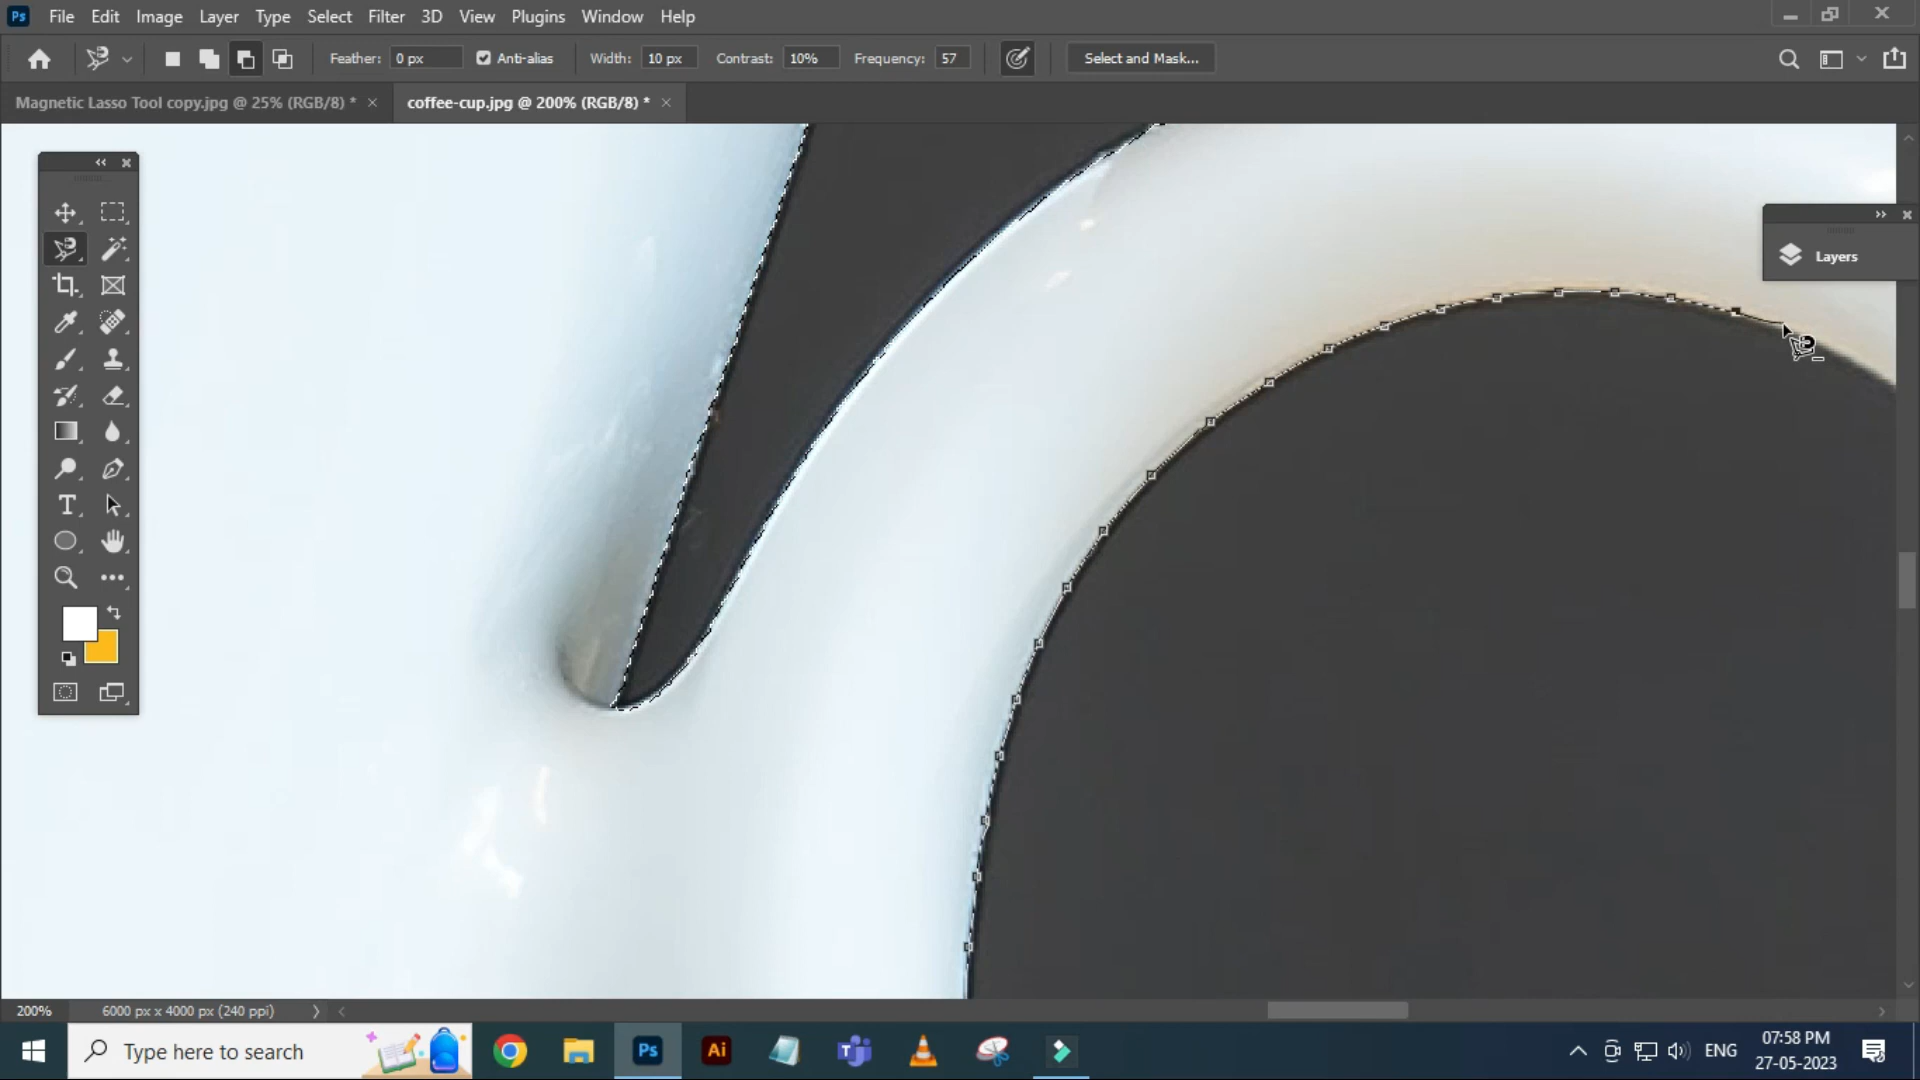 Ps File Edit Image Layer Type Select Filter 3D View Plugins Window Help
Feather: 0 px Anti-alias Width: 10 px Contrast: 10% Frequency: 57 Select and Mask...
Magnetic Lasso Tool copy.jpg @ 25% (RGB/8) * coffee-cup.jpg @ 200% (RGB/8) *
Layers
200% 6000 px x 4000 px (240 ppi)
Type here to search Ps Ai ENG 07:58 PM
27-05-2023